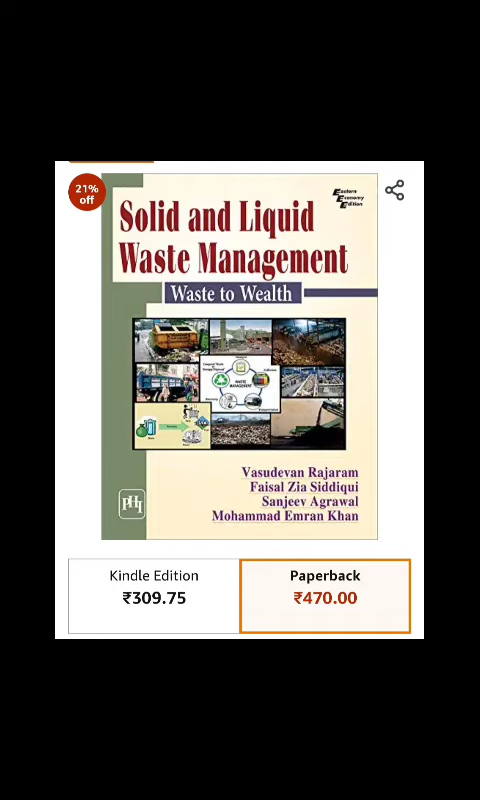 21%
off
Eastern
Economy
Edition
Solid and Liquid
Waste Management
Waste to Wealth
WASTE
MANAGEMENT
Vasudevan Rajaram
Faisal Zia Siddiqui
Sanjeev Agrawal
Mohammad Emran Khan
PHI
Kindle Edition
₹309.75
Paperback
₹470.00